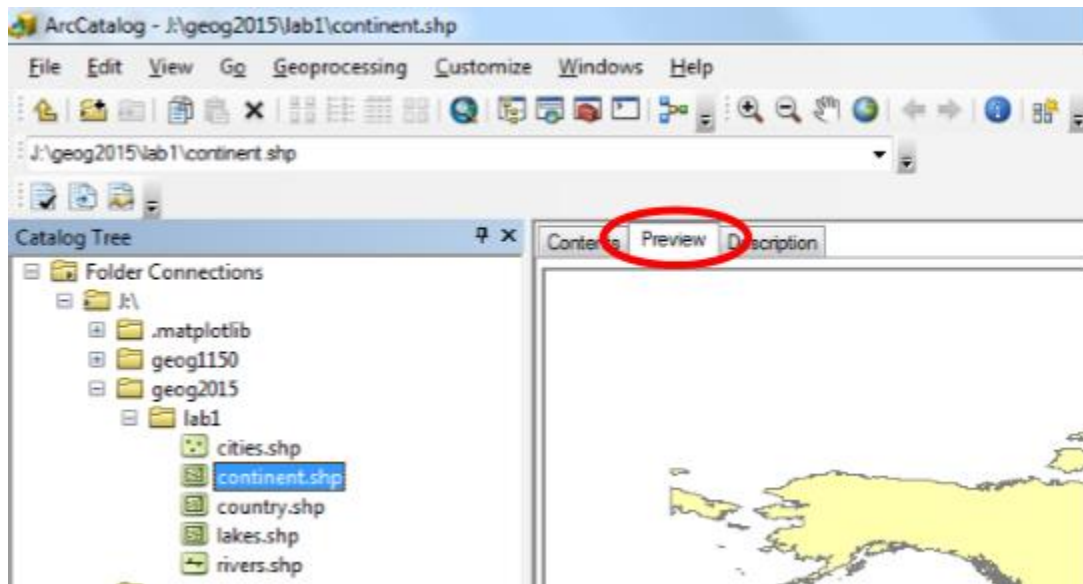 ArcCatalog - J:\geog2015\lab1\continent.shp
File Edit View Go Geoprocessing Customize Windows Help
J:\geog2015\lab1\continent.shp
Catalog Tree
Contents Preview Description
Folder Connections
J:\
.matplotlib
geog1150
geog2015
lab1
cities.shp
continent.shp
country.shp
lakes.shp
rivers.shp